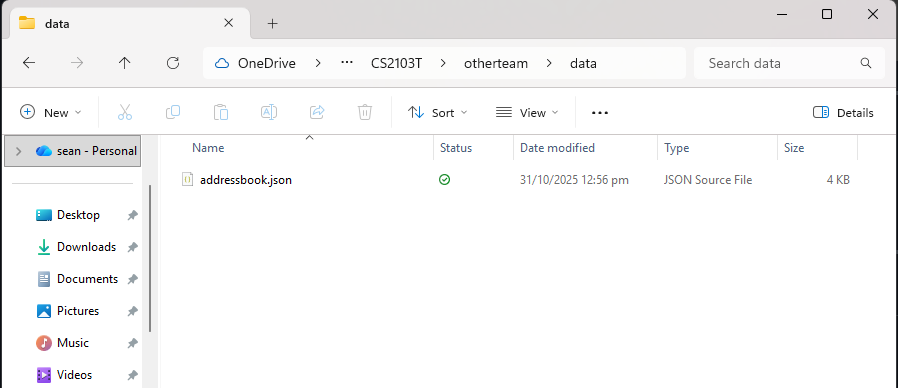 data
OneDrive > ... CS2103T > otherteam > data
Search data
New
Sort
View
Details
sean - Personal
Name Status Date modified Type Size
addressbook.json 31/10/2025 12:56 pm JSON Source File 4 KB
Desktop
Downloads
Documents
Pictures
Music
Videos